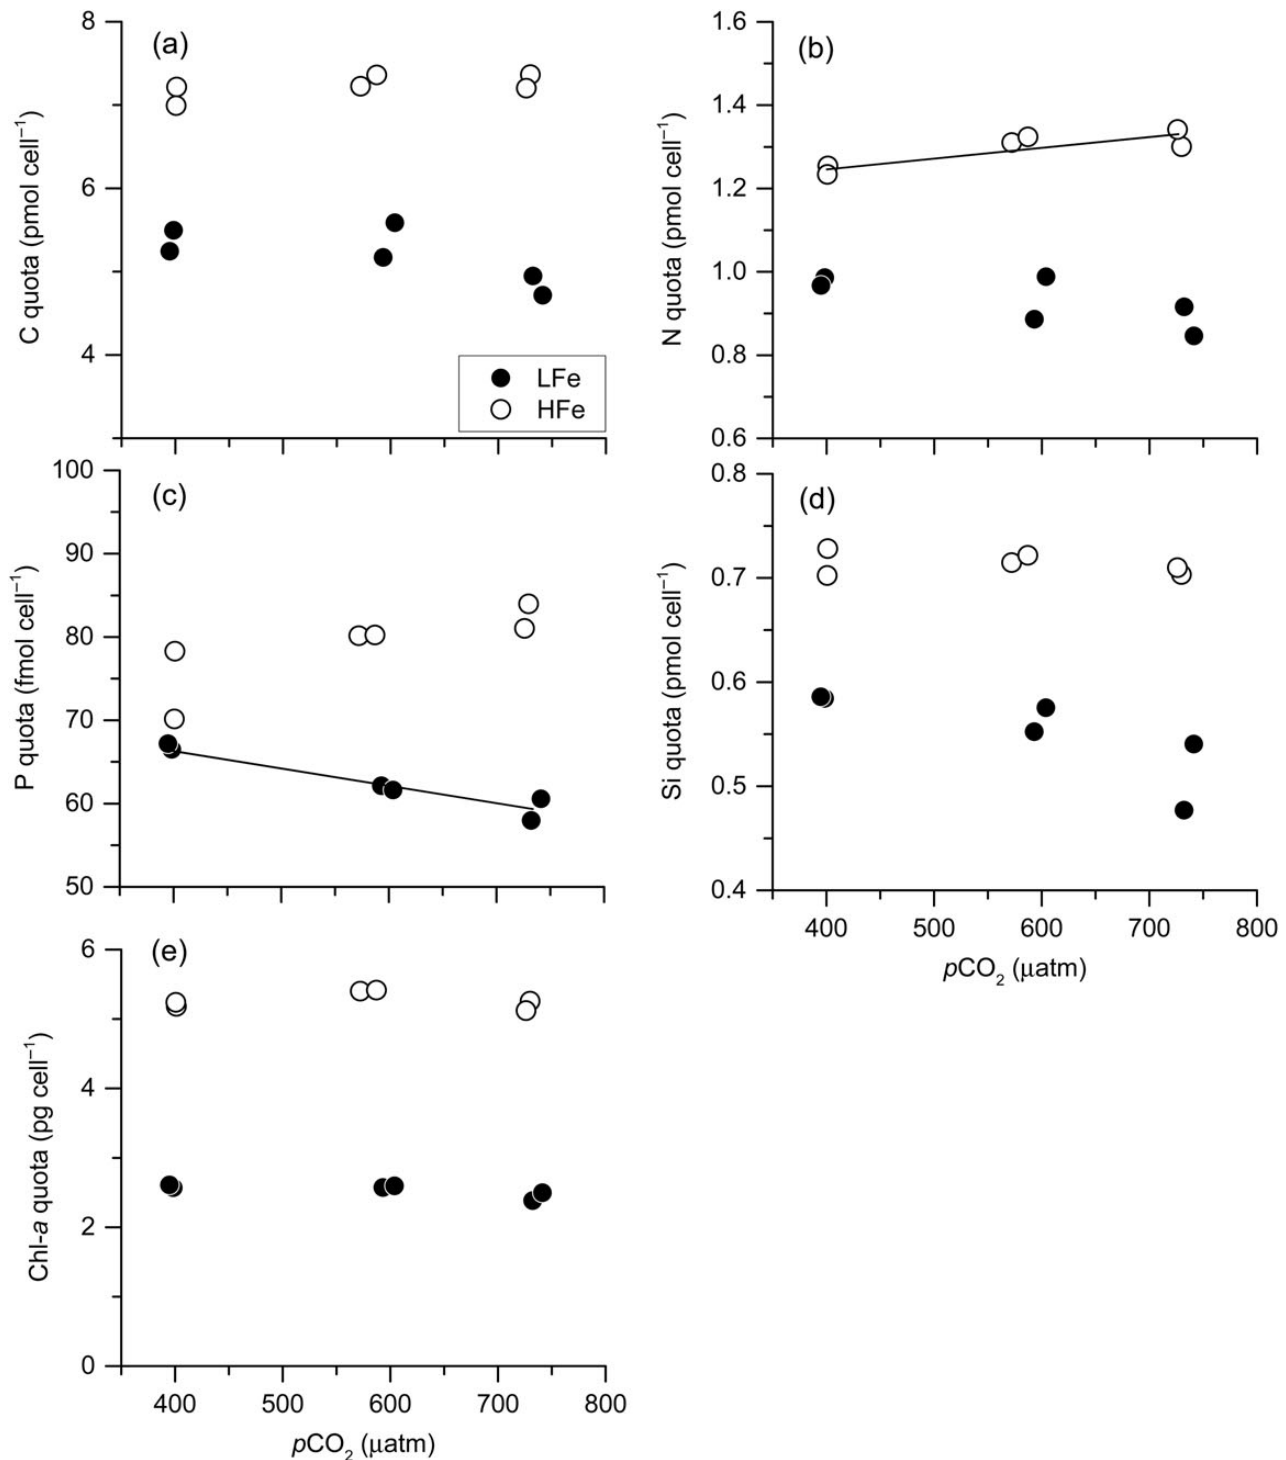 (a)
8
6
4
C quota (pmol cell⁻¹)
LFe
HFe
(b)
1.6
1.4
1.2
1.0
0.8
0.6
N quota (pmol cell⁻¹)
(c)
100
90
80
70
60
50
P quota (fmol cell⁻¹)
(d)
0.8
0.7
0.6
0.5
0.4
Si quota (pmol cell⁻¹)
400 500 600 700 800
pCO₂ (µatm)
(e)
6
4
2
0
Chl-a quota (pg cell⁻¹)
400 500 600 700 800
pCO₂ (µatm)